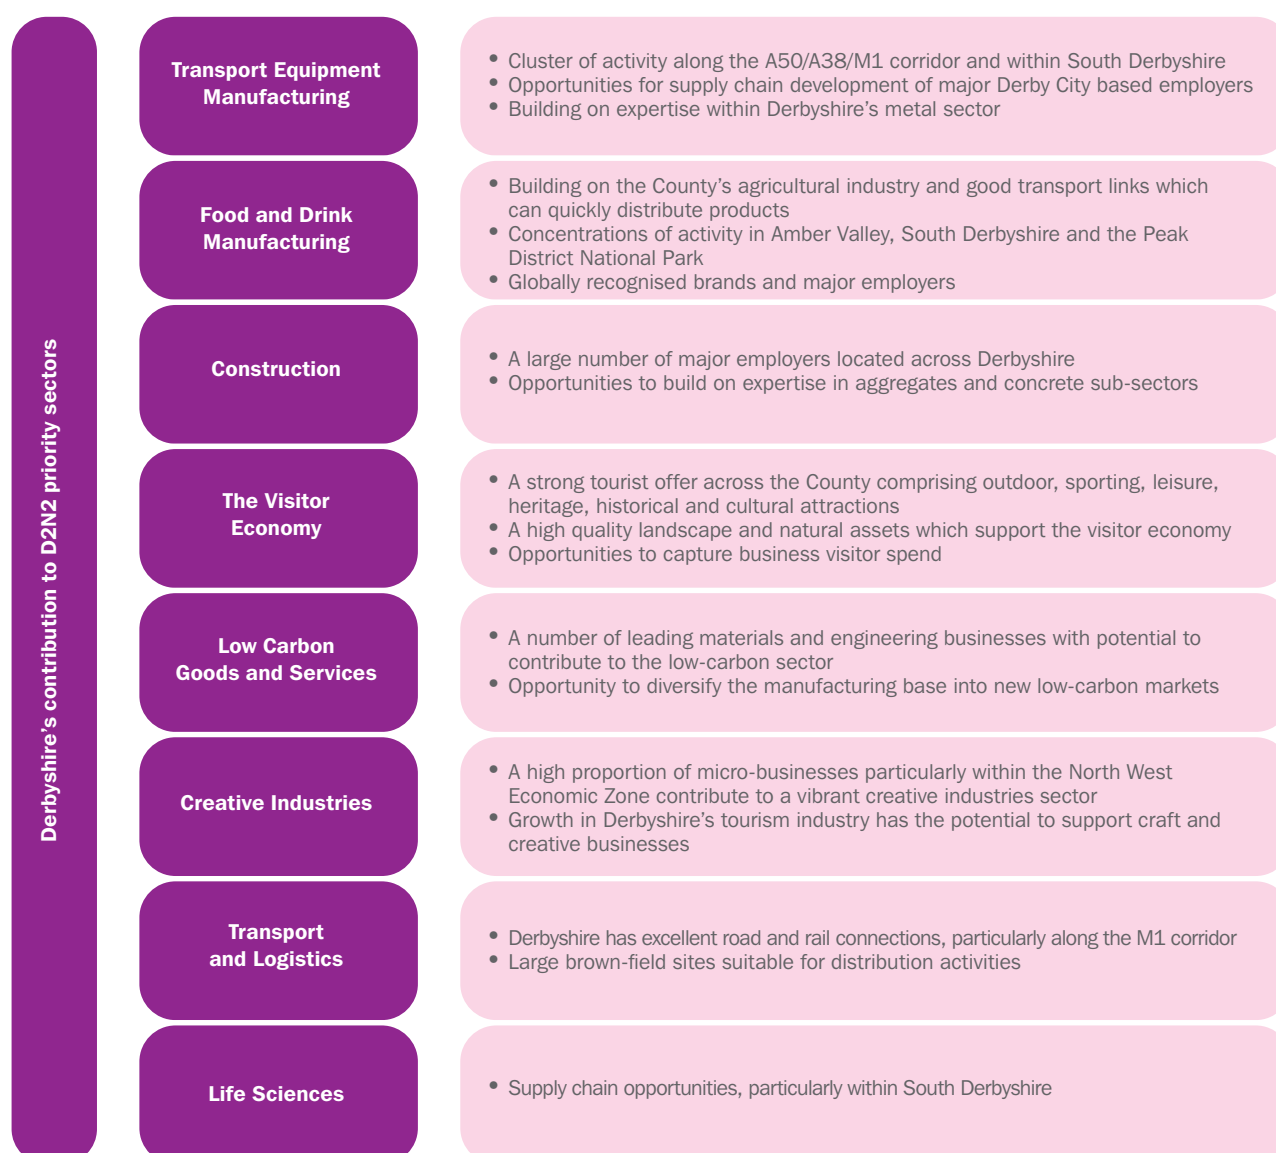 Derbyshire's contribution to D2N2 priority sectors
Transport Equipment
Manufacturing
• Cluster of activity along the A50/A38/M1 corridor and within South Derbyshire
• Opportunities for supply chain development of major Derby City based employers
• Building on expertise within Derbyshire's metal sector
Food and Drink
Manufacturing
• Building on the County's agricultural industry and good transport links which
can quickly distribute products
• Concentrations of activity in Amber Valley, South Derbyshire and the Peak
District National Park
• Globally recognised brands and major employers
Construction
• A large number of major employers located across Derbyshire
• Opportunities to build on expertise in aggregates and concrete sub-sectors
The Visitor
Economy
• A strong tourist offer across the County comprising outdoor, sporting, leisure,
heritage, historical and cultural attractions
• A high quality landscape and natural assets which support the visitor economy
• Opportunities to capture business visitor spend
Low Carbon
Goods and Services
• A number of leading materials and engineering businesses with potential to
contribute to the low-carbon sector
• Opportunity to diversify the manufacturing base into new low-carbon markets
Creative Industries
• A high proportion of micro-businesses particularly within the North West
Economic Zone contribute to a vibrant creative industries sector
• Growth in Derbyshire's tourism industry has the potential to support craft and
creative businesses
Transport
and Logistics
• Derbyshire has excellent road and rail connections, particularly along the M1 corridor
• Large brown-field sites suitable for distribution activities
Life Sciences
• Supply chain opportunities, particularly within South Derbyshire